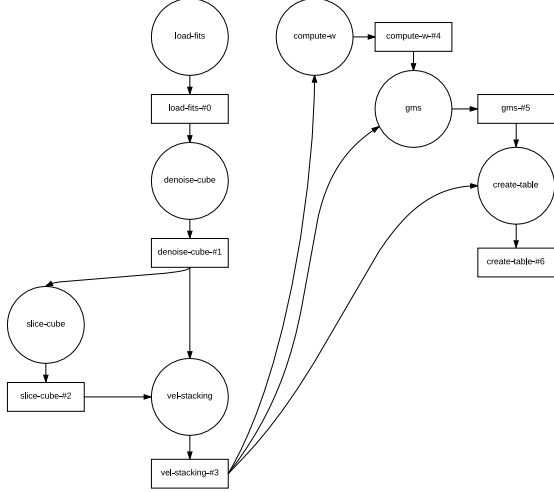 load-fits
compute-w
compute-w-#4
load-fits-#0
gms
gms-#5
denoise-cube
create-table
denoise-cube-#1
create-table-#6
slice-cube
slice-cube-#2
vel-stacking
vel-stacking-#3